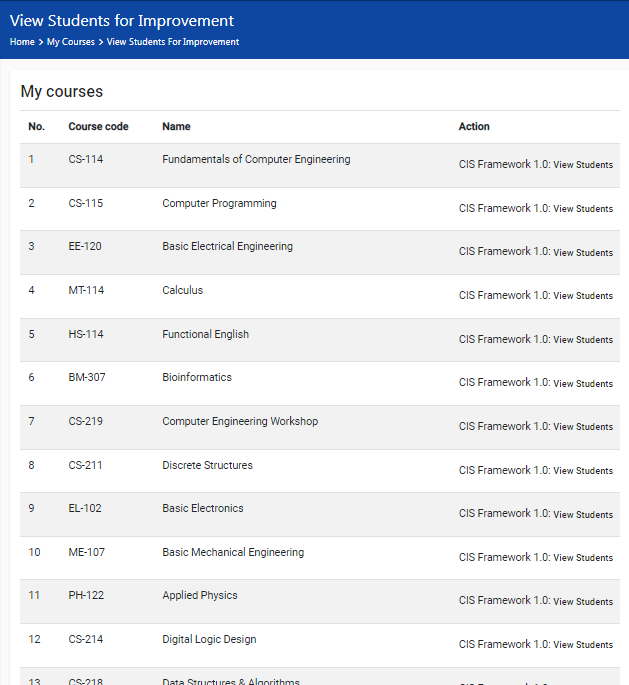 View Students for Improvement
Home > My Courses > View Students For Improvement
My courses
No. Course code Name Action
1 CS-114 Fundamentals of Computer Engineering CIS Framework 1.0: View Students
2 CS-115 Computer Programming CIS Framework 1.0: View Students
3 EE-120 Basic Electrical Engineering CIS Framework 1.0: View Students
4 MT-114 Calculus CIS Framework 1.0: View Students
5 HS-114 Functional English CIS Framework 1.0: View Students
6 BM-307 Bioinformatics CIS Framework 1.0: View Students
7 CS-219 Computer Engineering Workshop CIS Framework 1.0: View Students
8 CS-211 Discrete Structures CIS Framework 1.0: View Students
9 EL-102 Basic Electronics CIS Framework 1.0: View Students
10 ME-107 Basic Mechanical Engineering CIS Framework 1.0: View Students
11 PH-122 Applied Physics CIS Framework 1.0: View Students
12 CS-214 Digital Logic Design CIS Framework 1.0: View Students
13 CS-218 Data Structures & Algorithms